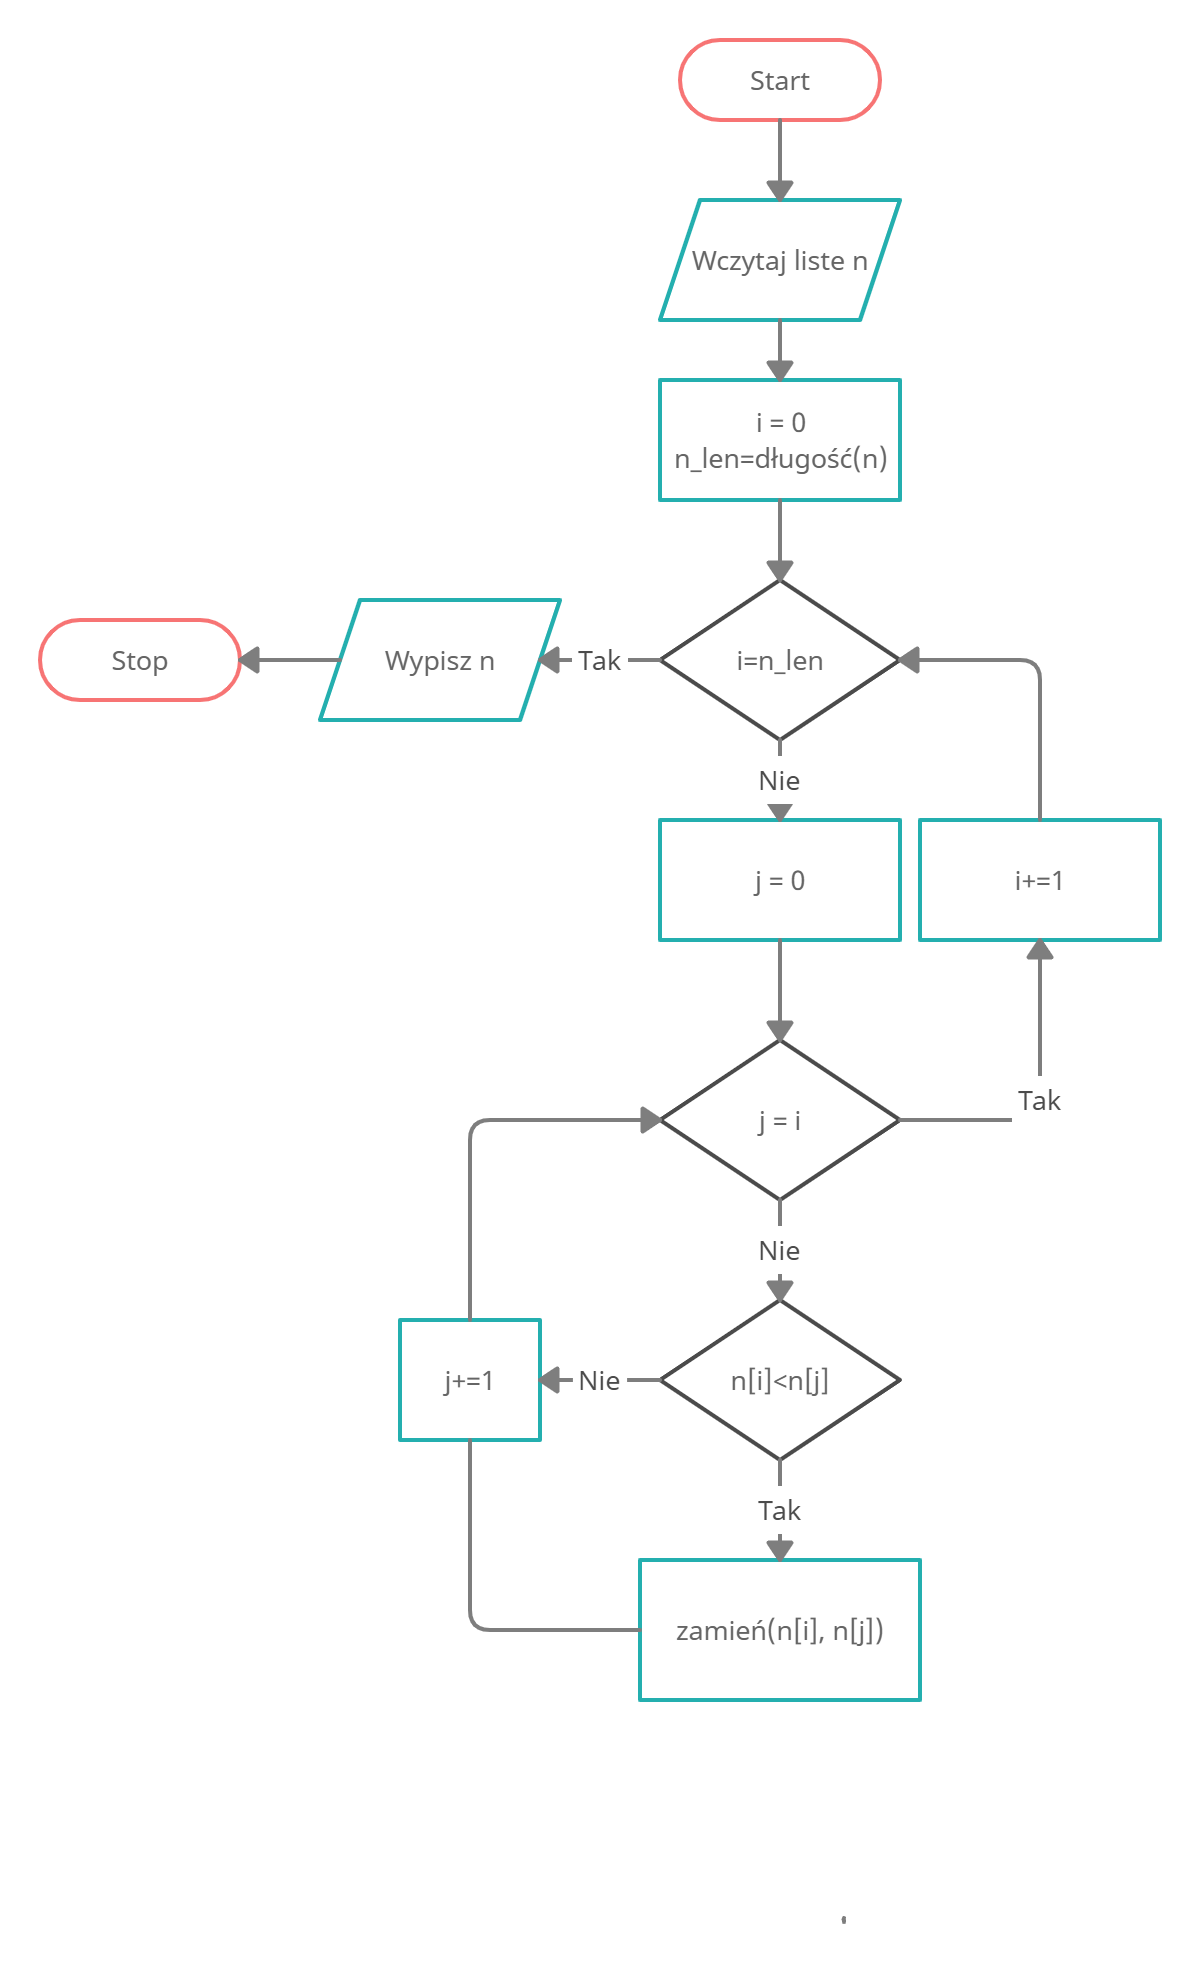 Start
Wczytaj liste n
i = 0
n_len=długość(n)
i=n_len
Tak
Wypisz n
Stop
Nie
j = 0
i+=1
j = i
Tak
Nie
n[i]<n[j]
Nie
j+=1
Tak
zamień(n[i], n[j])